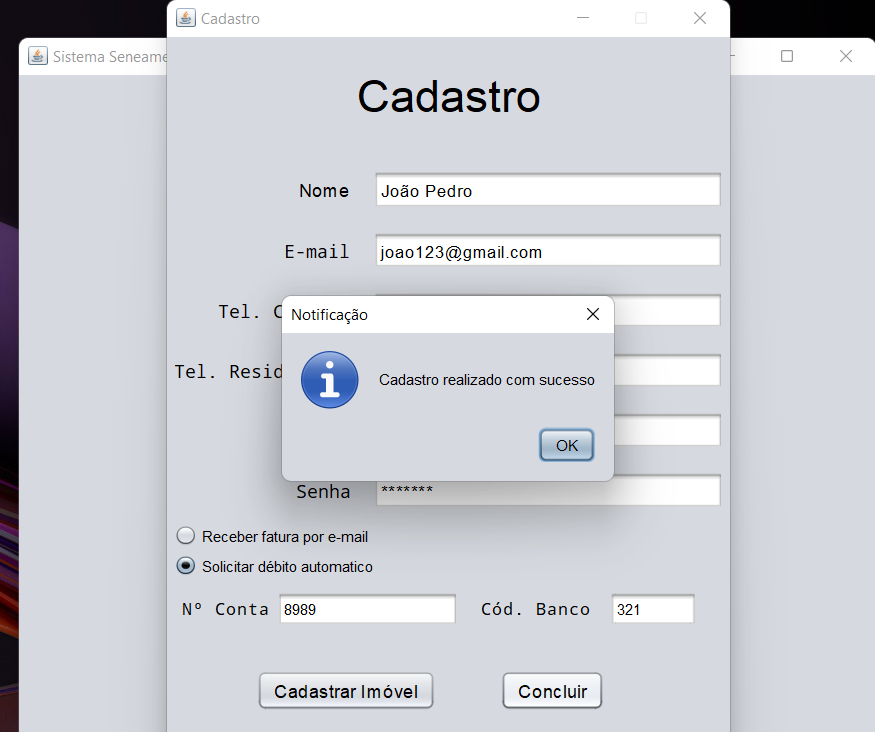 Cadastro
Sistema Seneame
Cadastro
Nome João Pedro
E-mail joao123@gmail.com
Tel. C
Notificação
Tel. Resid
Cadastro realizado com sucesso
OK
Senha *******
Receber fatura por e-mail
Solicitar débito automatico
Nº Conta 8989 Cód. Banco 321
Cadastrar Imóvel Concluir